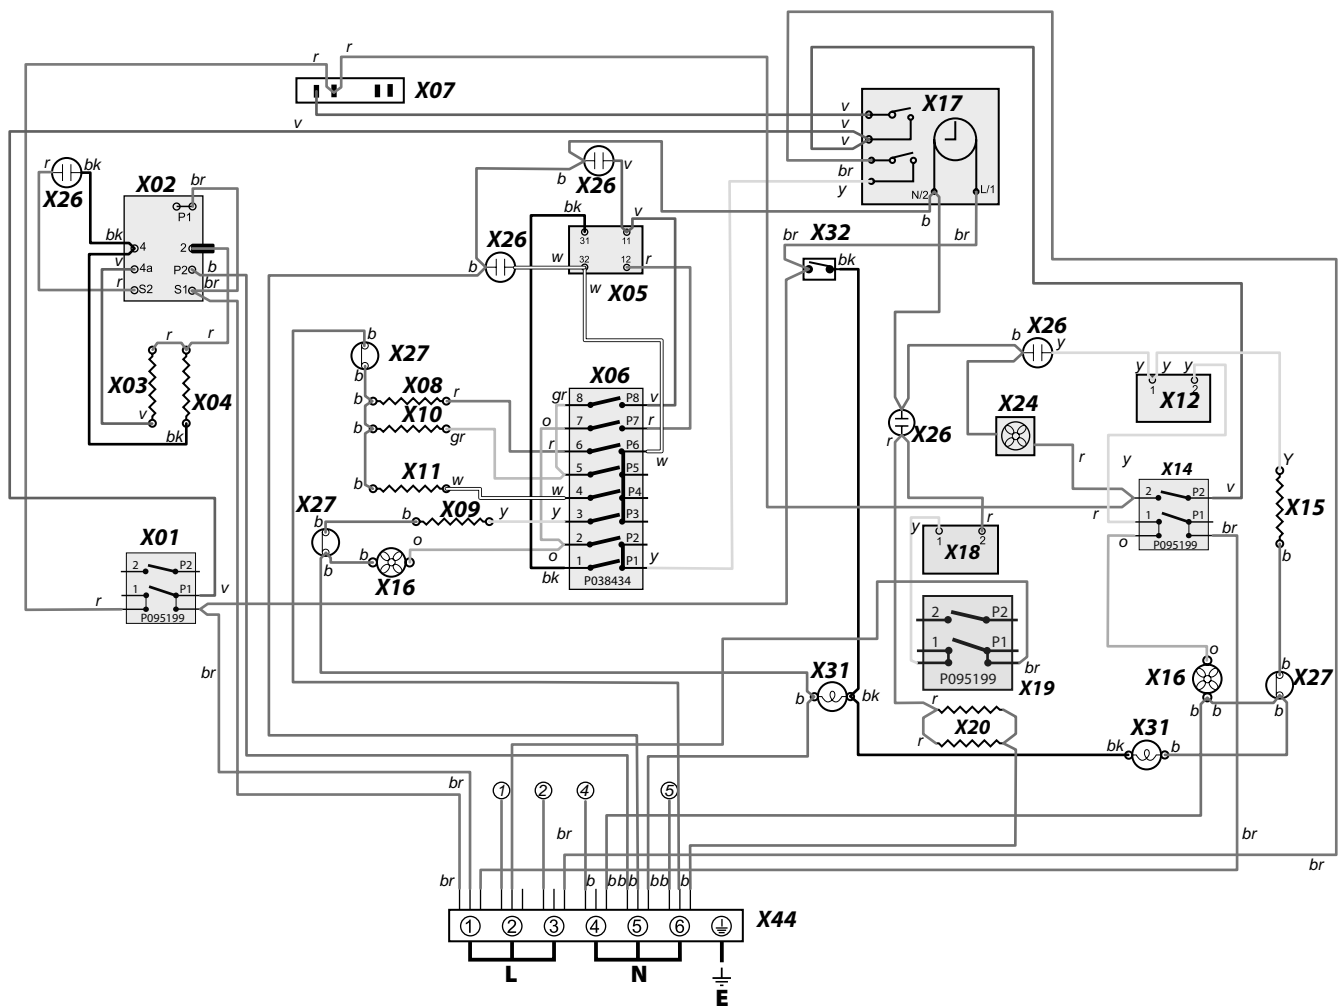 r
r
X07
v
r
bk
X26
X02
br
P1
bk
4
2
v
4a
P2
b
r
S2
S1
br
r
r
X03
X04
v
bk
X26
b
v
bk
v
31
11
X26
b
w
32
12
r
w
X05
v
v
v
br
y
X17
N/2
L/1
b
br
br
X32
bk
b
X27
b
b
X08
r
b
X10
gr
b
X11
w
X27
b
b
X09
y
b
b
o
X16
X06
gr
8
P8
v
o
7
P7
r
r
6
P6
w
5
P5
w
4
P4
y
3
P3
2
P2
o
1
P1
y
bk
P038434
b
X26
y
y
y
y
1
2
X12
X24
X26
r
r
y
X14
2
P2
v
r
1
P1
o
br
P095199
Y
X15
b
y
1
2
r
X18
X01
2
P2
1
P1
v
r
P095199
br
2
P2
1
P1
br
P095199
X19
r
X20
r
X31
b
bk
o
X16
b
b
b
X27
b
X31
bk
b
br
1
2
4
5
br
br
br
br
b
b
b
b
b
b
b
1
2
3
4
5
6
X44
L
N
E